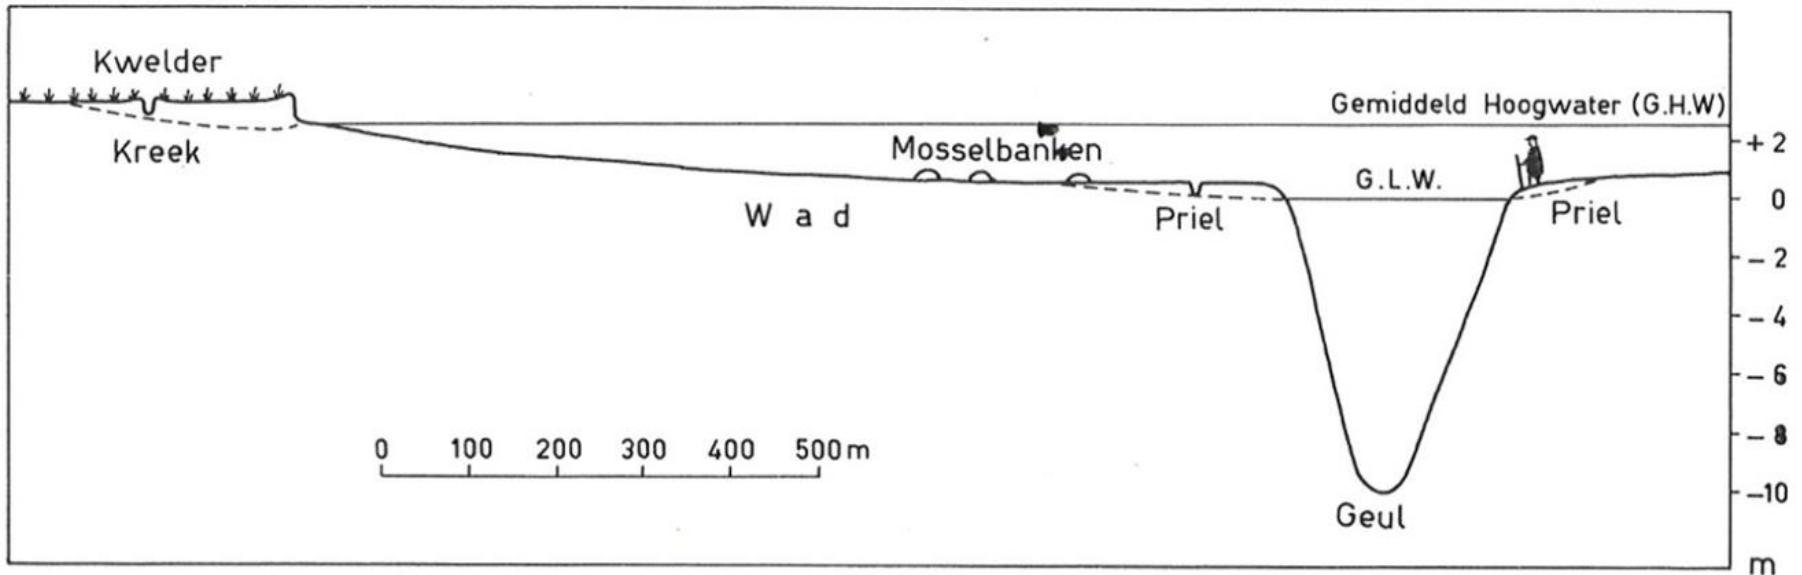 Kwelder
Gemiddeld Hoogwater (G.H.W)
Kreek
Mosselbanken
+ 2
G.L.W.
0
W a d
Priel
Priel
– 2
– 4
– 6
0 100 200 300 400 500 m
– 8
–10
Geul
m